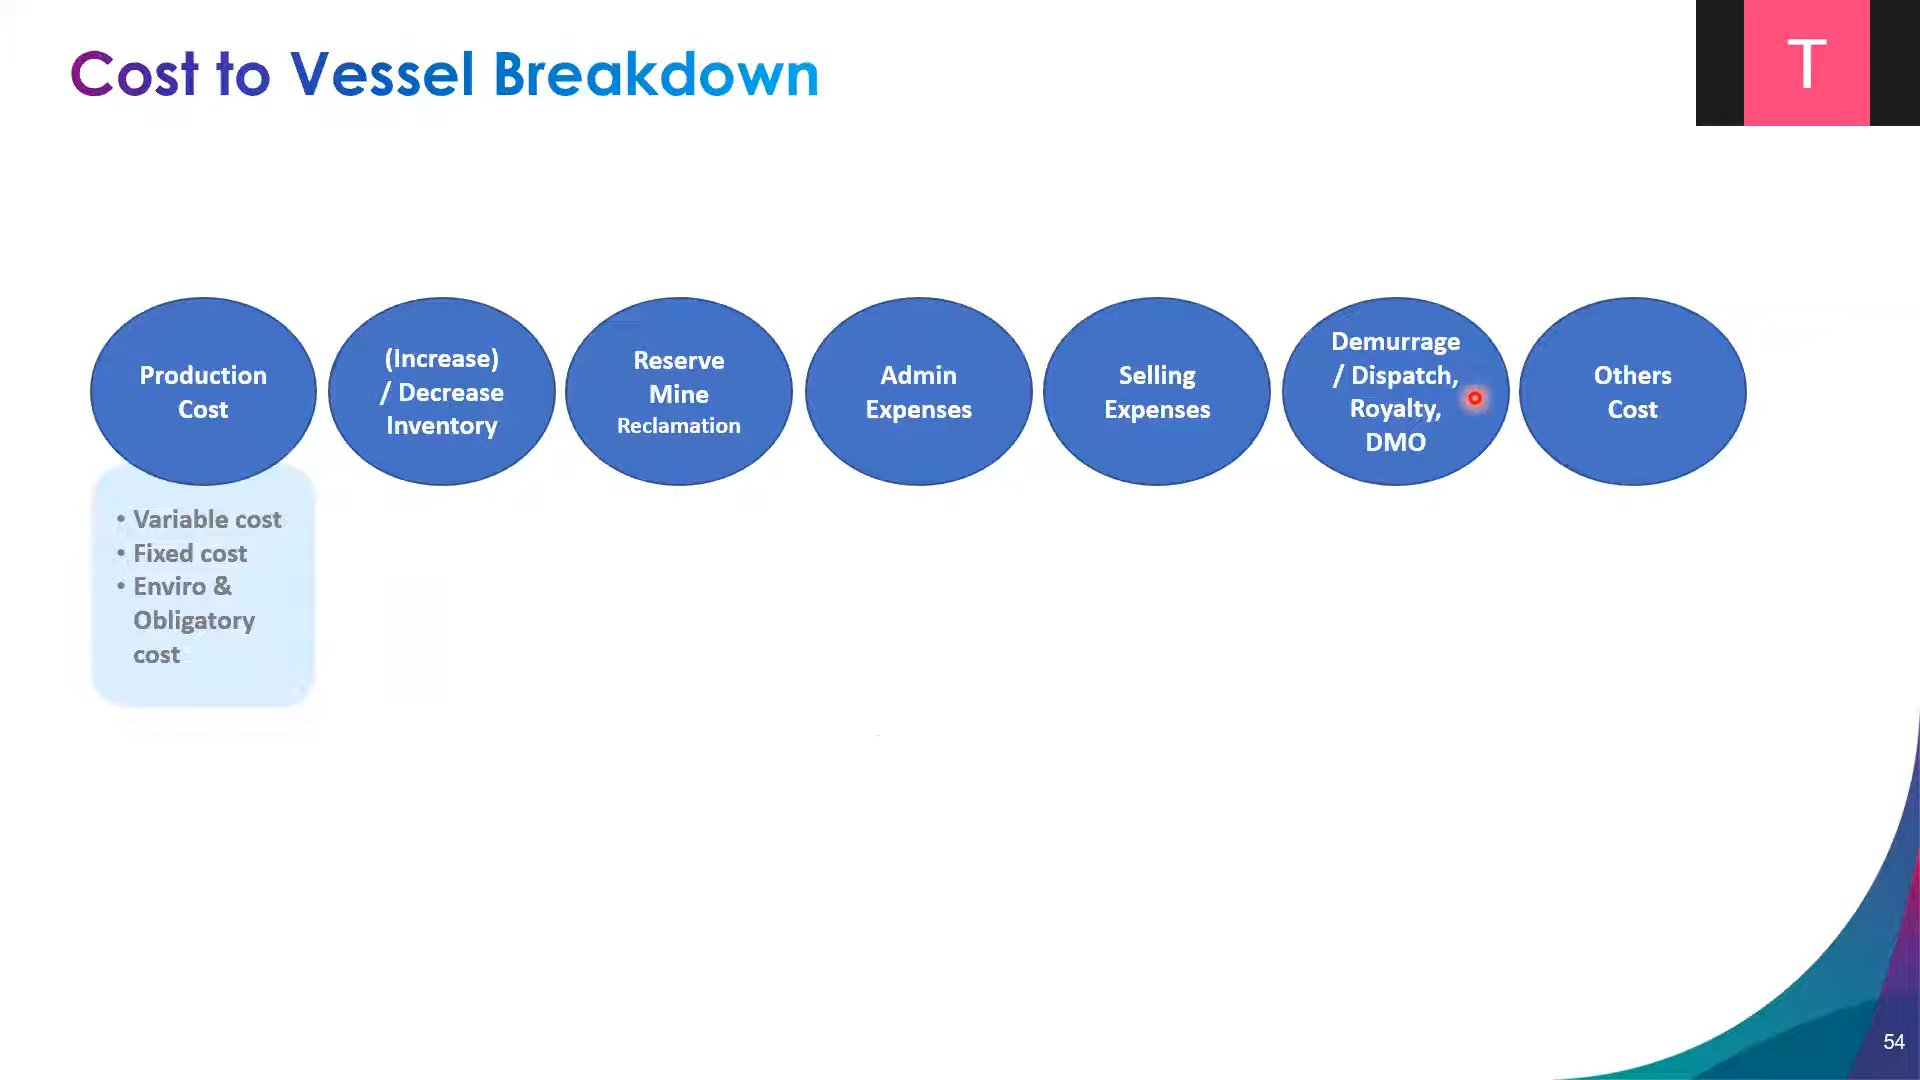 Cost to Vessel Breakdown
T
Production
Cost
(Increase)
/ Decrease
Inventory
Reserve
Mine
Reclamation
Admin
Expenses
Selling
Expenses
Demurrage
/ Dispatch,
Royalty,
DMO
Others
Cost
• Variable cost
• Fixed cost
• Enviro &
Obligatory
cost
54